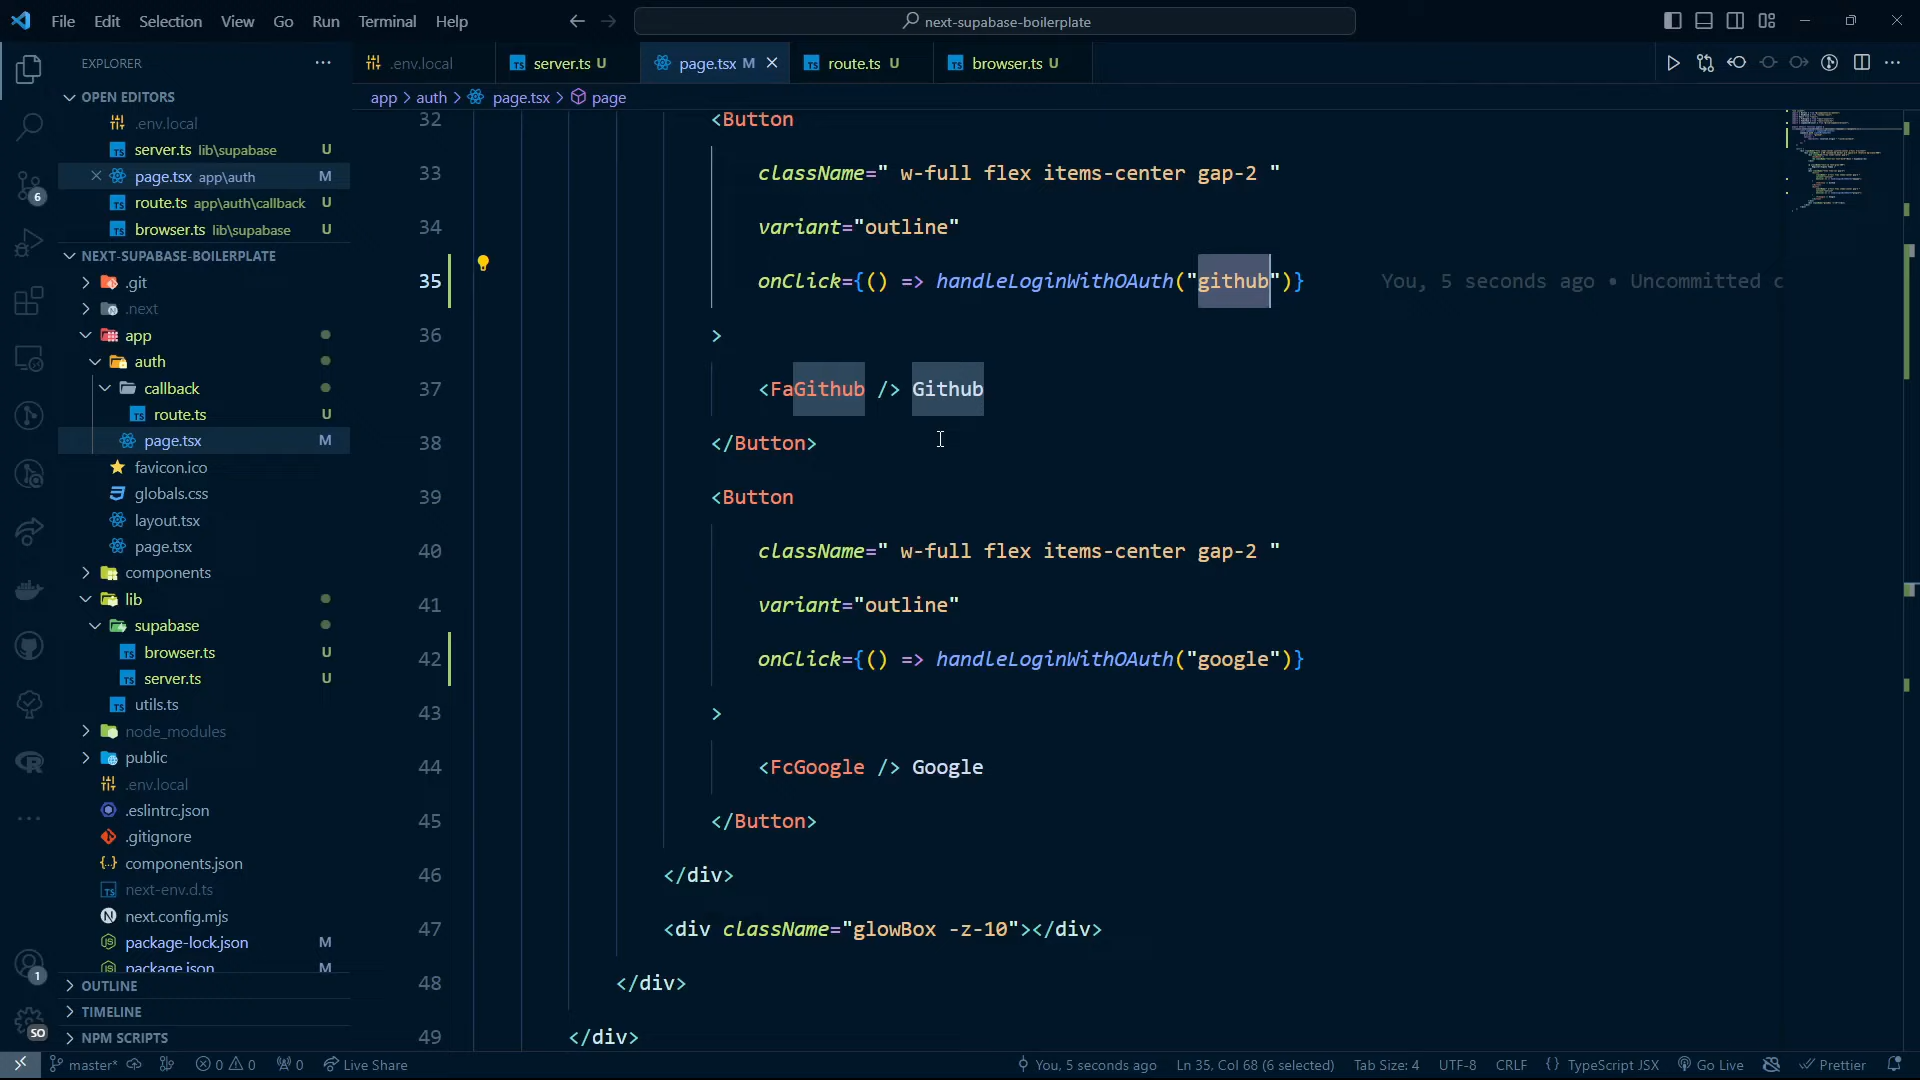 File Edit Selection View Go Run Terminal Help
next-supabase-boilerplate
EXPLORER
.env.local
server.ts U
page.tsx M
route.ts U
browser.ts U
app > auth > page.tsx > page
OPEN EDITORS
.env.local
server.ts lib\supabase U
page.tsx app\auth M
route.ts app\auth\callback U
browser.ts lib\supabase U
NEXT-SUPABASE-BOILERPLATE
.git
.next
app
auth
callback
route.ts U
page.tsx M
favicon.ico
globals.css
layout.tsx
page.tsx
components
lib
supabase
browser.ts U
server.ts U
utils.ts
node_modules
public
.env.local
.eslintrc.json
.gitignore
components.json
next-env.d.ts
next.config.mjs
package-lock.json M
package.json M
OUTLINE
TIMELINE
NPM SCRIPTS
6
1
SO
32 <Button
33 className=" w-full flex items-center gap-2 "
34 variant="outline"
35 onClick={() => handleLoginWithOAuth("github")} You, 5 seconds ago • Uncommitted c
36 >
37 <FaGithub /> Github
38 </Button>
39 <Button
40 className=" w-full flex items-center gap-2 "
41 variant="outline"
42 onClick={() => handleLoginWithOAuth("google")}
43 >
44 <FcGoogle /> Google
45 </Button>
46 </div>
47 <div className="glowBox -z-10"></div>
48 </div>
49 </div>
master* 0 0 0 Live Share You, 5 seconds ago Ln 35, Col 68 (6 selected) Tab Size: 4 UTF-8 CRLF TypeScript JSX Go Live Prettier